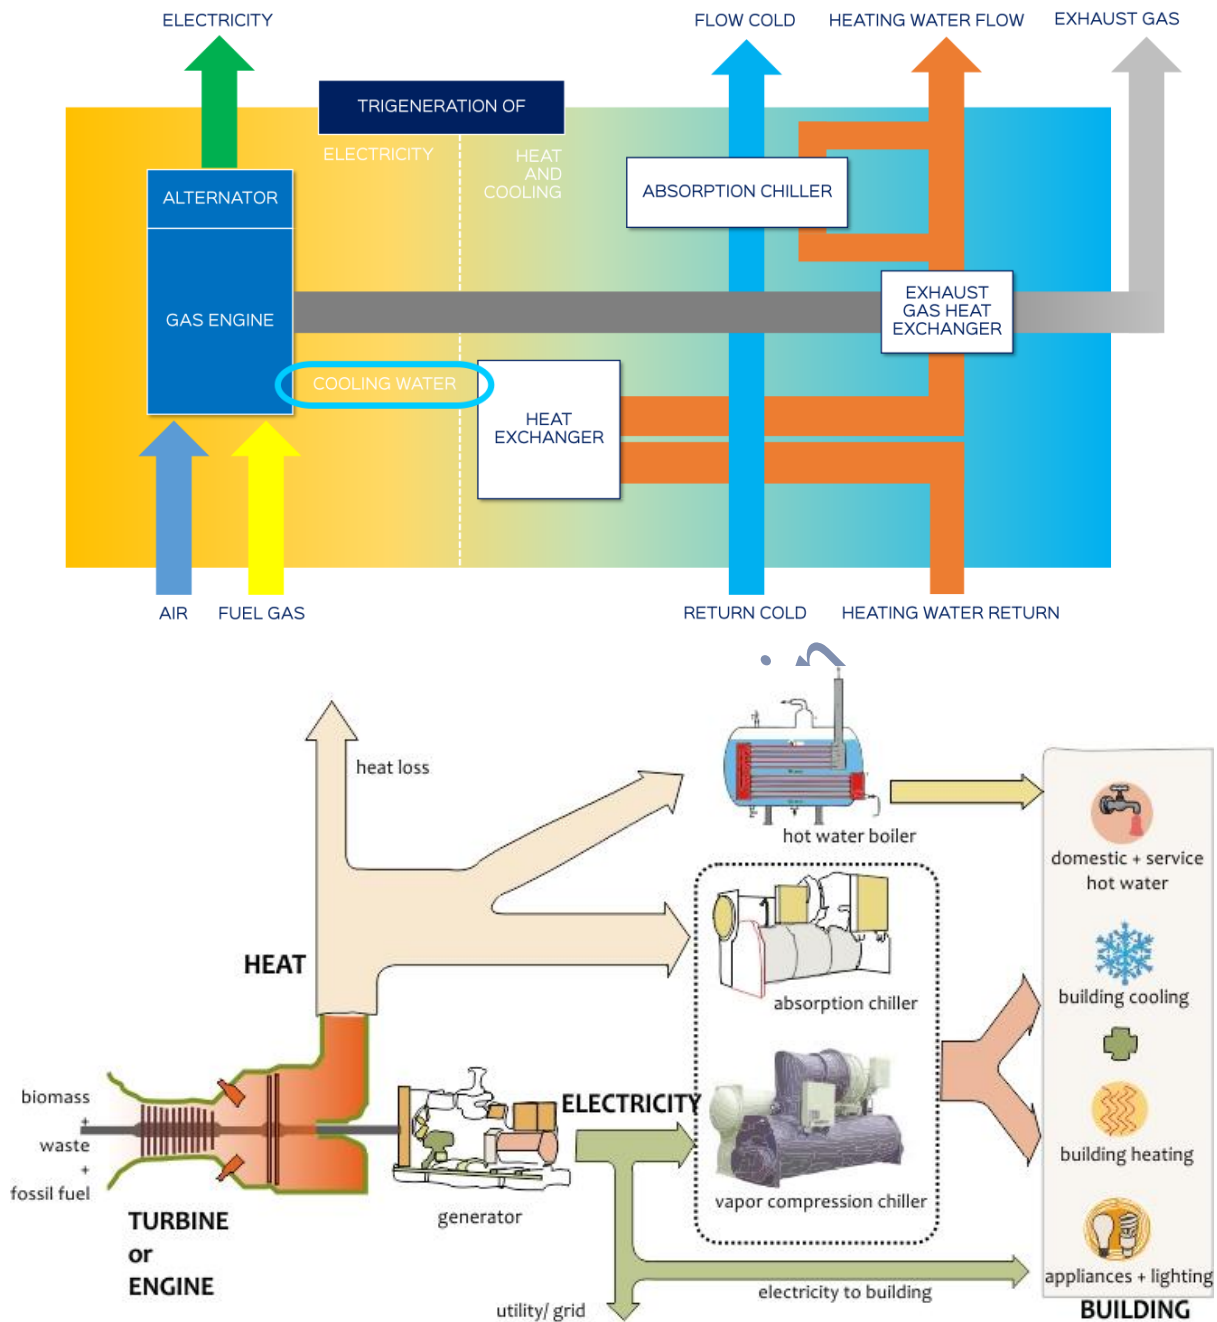 ELECTRICITY
FLOW COLD
HEATING WATER FLOW
EXHAUST GAS
TRIGENERATION OF
ELECTRICITY
HEAT
AND
COOLING
ALTERNATOR
ABSORPTION CHILLER
GAS ENGINE
EXHAUST
GAS HEAT
EXCHANGER
COOLING WATER
HEAT
EXCHANGER
AIR
FUEL GAS
RETURN COLD
HEATING WATER RETURN
heat loss
hot water boiler
domestic + service
hot water
HEAT
absorption chiller
building cooling
biomass
+
waste
+
fossil fuel
ELECTRICITY
building heating
generator
vapor compression chiller
TURBINE
or
ENGINE
appliances + lighting
electricity to building
utility/ grid
BUILDING